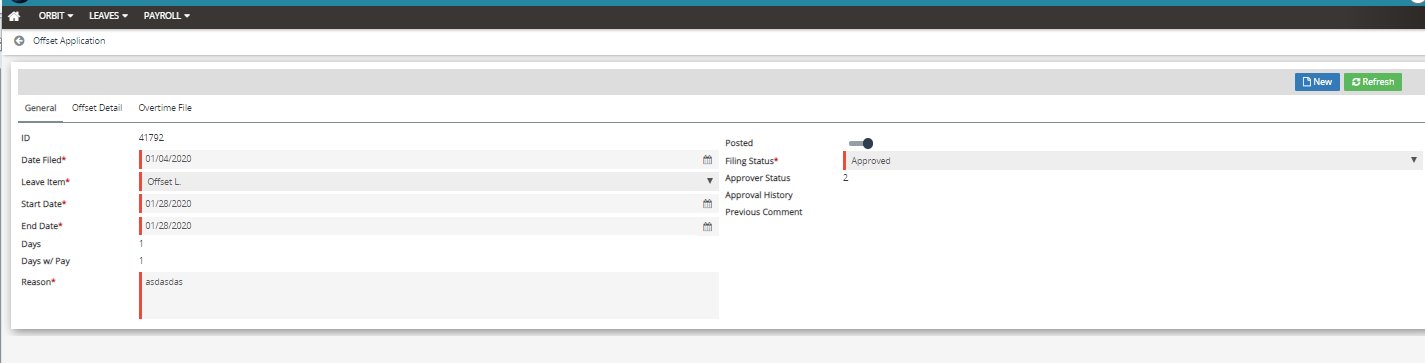 ORBIT LEAVES PAYROLL
Offset Application
New Refresh
General Offset Detail Overtime File
ID 41792
Date Filed* 01/04/2020
Leave Item* Offset L.
Start Date* 01/28/2020
End Date* 01/28/2020
Days 1
Days w/ Pay 1
Reason* asdasdas
Posted
Filing Status* Approved
Approver Status 2
Approval History
Previous Comment